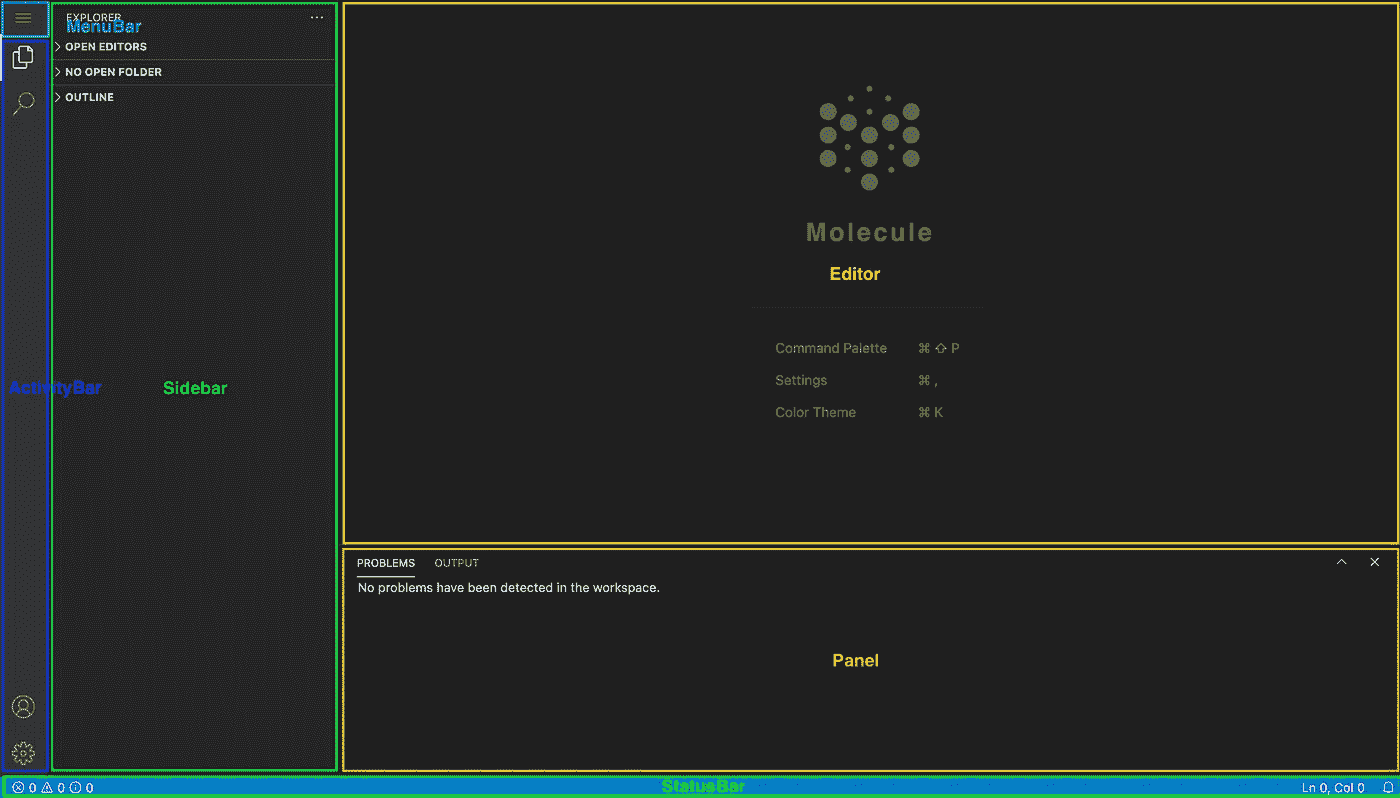 EXPLORER
MenuBar
OPEN EDITORS
NO OPEN FOLDER
OUTLINE
ActivityBar
Sidebar
Molecule
Editor
Command Palette ⌘ ⇧ P
Settings ⌘ ,
Color Theme ⌘ K
PROBLEMS OUTPUT
No problems have been detected in the workspace.
Panel
0 0 0
StatusBar
Ln 0, Col 0